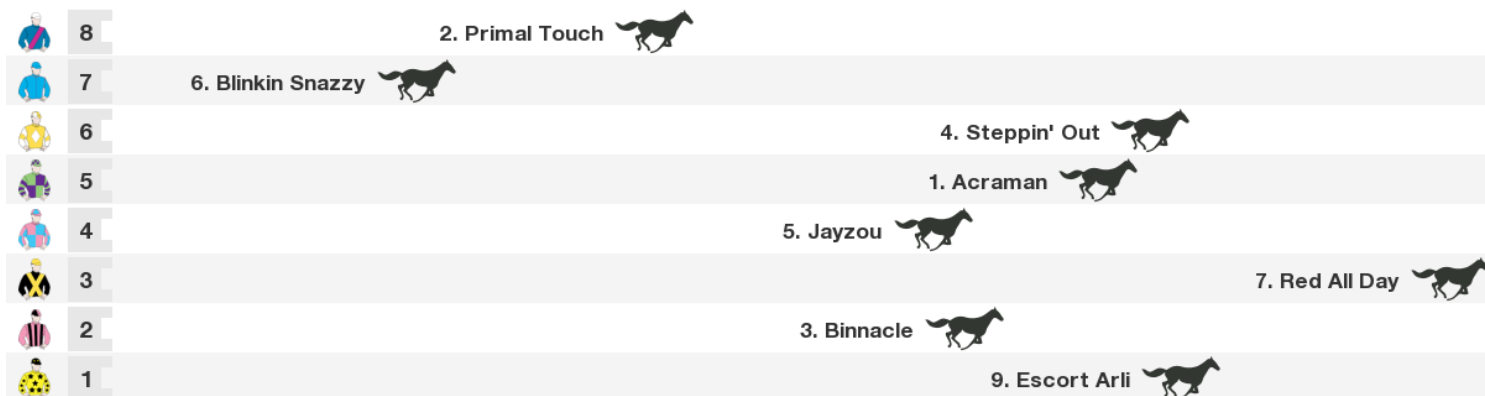 8 2. Primal Touch
7 6. Blinkin Snazzy
6 4. Steppin' Out
5 1. Acraman
4 5. Jayzou
3 7. Red All Day
2 3. Binnacle
1 9. Escort Arli